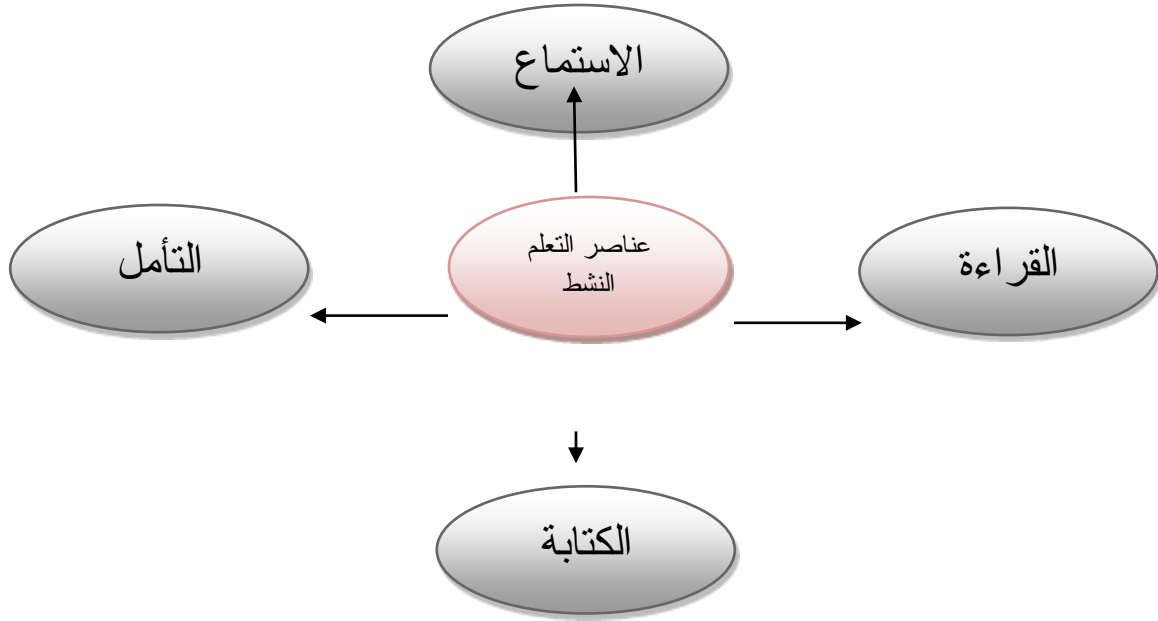 الاستماع
عناصر التعلم
النشط
القراءة
التأمل
الكتابة